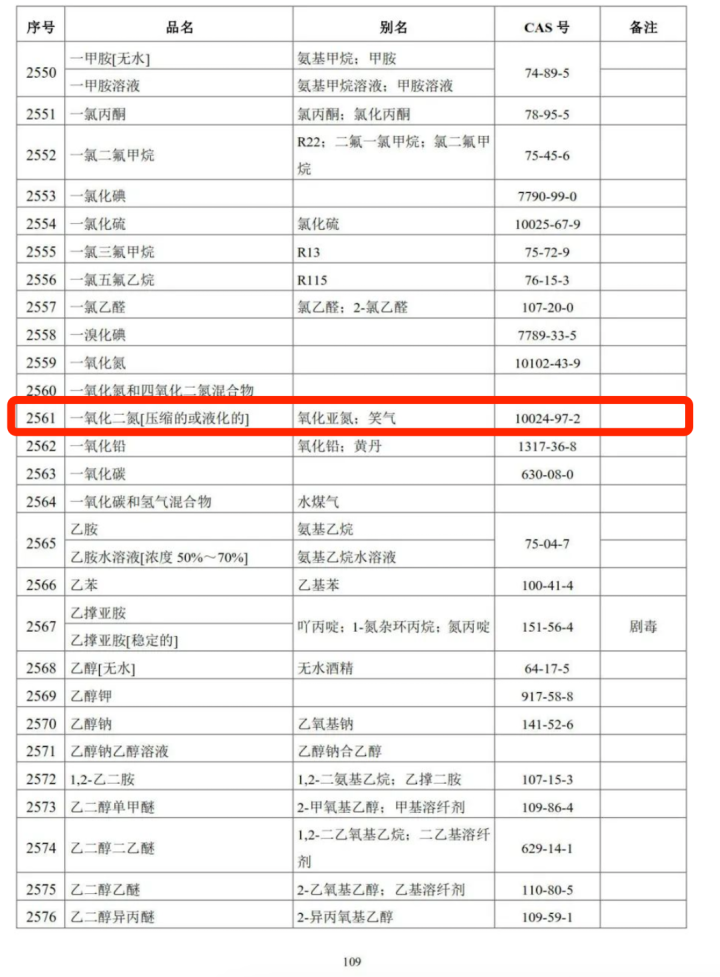 序号 品名 别名 CAS 号 备注
2550 一甲胺[无水] 氨基甲烷；甲胺 74-89-5
一甲胺溶液 氨基甲烷溶液；甲胺溶液
2551 一氯丙酮 氯丙酮；氯化丙酮 78-95-5
2552 一氯二氟甲烷 R22；二氟一氯甲烷；氯二氟甲
烷 75-45-6
2553 一氯化碘 7790-99-0
2554 一氯化硫 氯化硫 10025-67-9
2555 一氯三氟甲烷 R13 75-72-9
2556 一氯五氟乙烷 R115 76-15-3
2557 一氯乙醛 氯乙醛；2-氯乙醛 107-20-0
2558 一溴化碘 7789-33-5
2559 一氧化氮 10102-43-9
2560 一氧化氮和四氧化二氮混合物
2561 一氧化二氮[压缩的或液化的] 氧化亚氮；笑气 10024-97-2
2562 一氧化铅 氧化铅；黄丹 1317-36-8
2563 一氧化碳 630-08-0
2564 一氧化碳和氢气混合物 水煤气
2565 乙胺 氨基乙烷 75-04-7
乙胺水溶液[浓度 50%～70%] 氨基乙烷水溶液
2566 乙苯 乙基苯 100-41-4
2567 乙撑亚胺 吖丙啶；1-氮杂环丙烷；氮丙啶 151-56-4 剧毒
乙撑亚胺[稳定的]
2568 乙醇[无水] 无水酒精 64-17-5
2569 乙醇钾 917-58-8
2570 乙醇钠 乙氧基钠 141-52-6
2571 乙醇钠乙醇溶液 乙醇钠合乙醇
2572 1,2-乙二胺 1,2-二氨基乙烷；乙撑二胺 107-15-3
2573 乙二醇单甲醚 2-甲氧基乙醇；甲基溶纤剂 109-86-4
2574 乙二醇二乙醚 1,2-二乙氧基乙烷；二乙基溶纤
剂 629-14-1
2575 乙二醇乙醚 2-乙氧基乙醇；乙基溶纤剂 110-80-5
2576 乙二醇异丙醚 2-异丙氧基乙醇 109-59-1
109